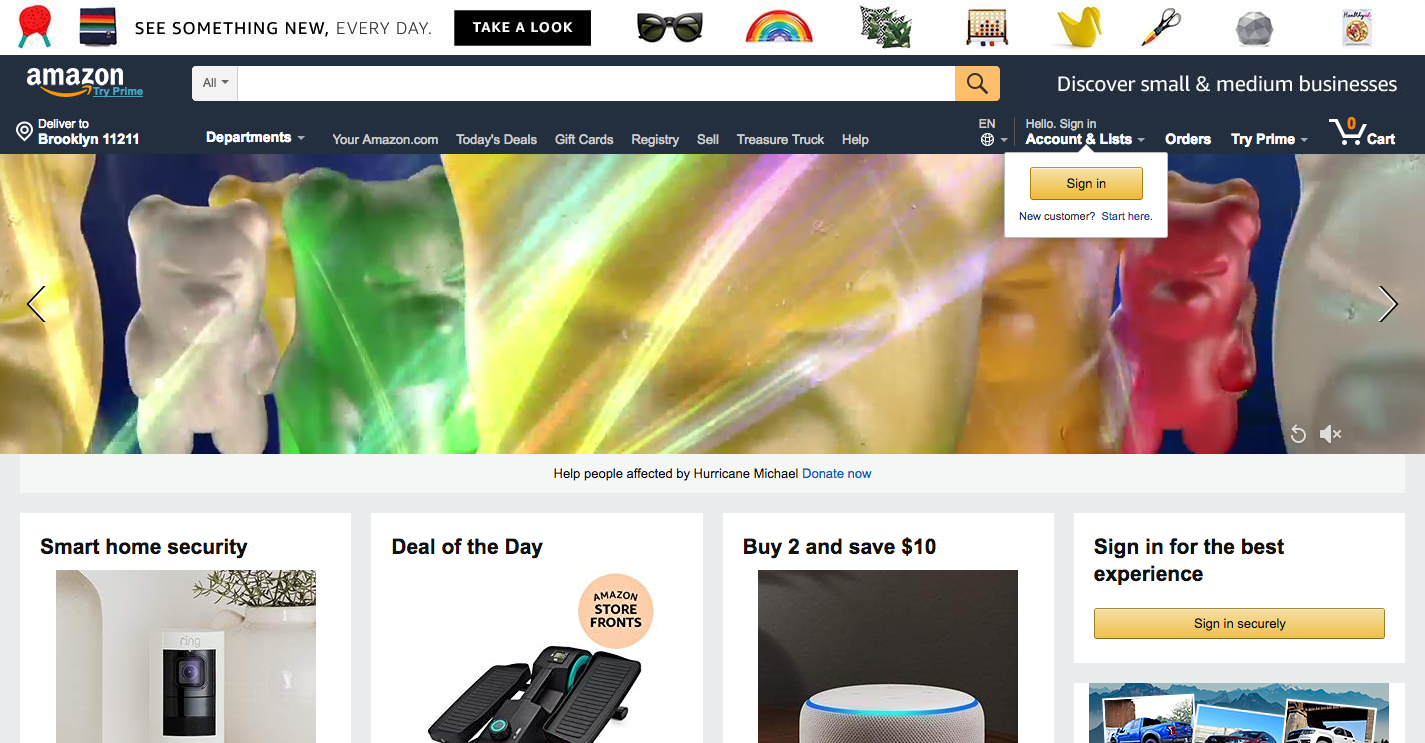 SEE SOMETHING NEW, EVERY DAY.
TAKE A LOOK
Healthyish
amazon
Try Prime
All
Discover small & medium businesses
Deliver to
Brooklyn 11211
Departments
Your Amazon.com
Today's Deals
Gift Cards
Registry
Sell
Treasure Truck
Help
EN
Hello. Sign in
Account & Lists
Orders
Try Prime
0
Cart
Sign in
New customer? Start here.
Help people affected by Hurricane Michael Donate now
Smart home security
ring
Deal of the Day
AMAZON
STORE
FRONTS
Buy 2 and save $10
Sign in for the best
experience
Sign in securely